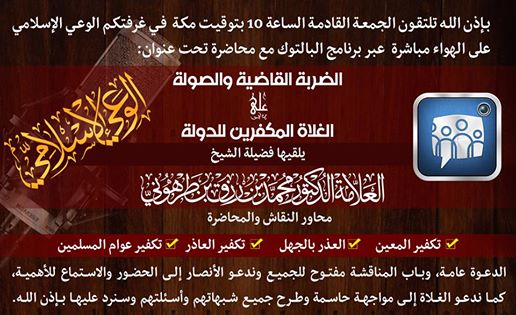 بإذن الله تلتقون الجمعة القادمة الساعة 10 بتوقيت مكة في غرفتكم الوعي الإسلامي
على الهواء مباشرة عبر برنامج البالتوك مع محاضرة تحت عنوان:
الضربة القاضية والصولة
على
الغلاة المكفرين للدولة
يلقيها فضيلة الشيخ
العلامة الدكتور محمد بن رزق بن طرهوني
محاور النقاش والمحاضرة
الوعي الإسلامي
تكفير المعين
العذر بالجهل
تكفير العاذر
تكفير عوام المسلمين
الدعوة عامة، وباب المناقشة مفتوح للجميع وندعو الأنصار إلى الحضور والاستماع للأهمية،
كما ندعو الغلاة إلى مواجهة حاسمة وطرح جميع شبهاتهم وأسئلتهم وسنرد عليها بإذن الله.